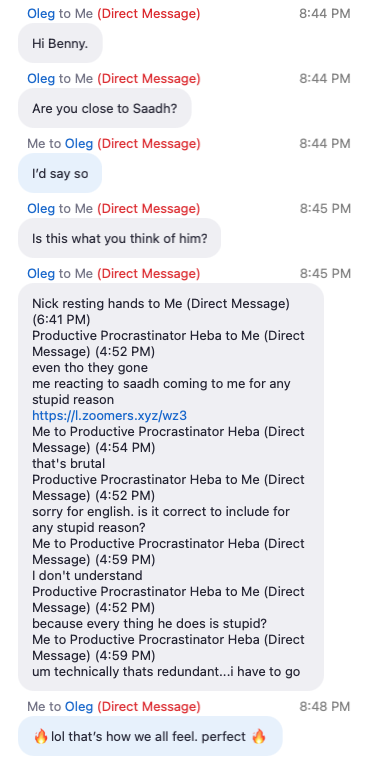 Oleg to Me (Direct Message) 8:44 PM
Hi Benny.
Oleg to Me (Direct Message) 8:44 PM
Are you close to Saadh?
Me to Oleg (Direct Message) 8:44 PM
I'd say so
Oleg to Me (Direct Message) 8:45 PM
Is this what you think of him?
Oleg to Me (Direct Message) 8:45 PM
Nick resting hands to Me (Direct Message)
(6:41 PM)
Productive Procrastinator Heba to Me (Direct
Message) (4:52 PM)
even tho they gone
me reacting to saadh coming to me for any
stupid reason
https://l.zoomers.xyz/wz3
Me to Productive Procrastinator Heba (Direct
Message) (4:54 PM)
that's brutal
Productive Procrastinator Heba to Me (Direct
Message) (4:52 PM)
sorry for english. is it correct to include for
any stupid reason?
Me to Productive Procrastinator Heba (Direct
Message) (4:59 PM)
I don't understand
Productive Procrastinator Heba to Me (Direct
Message) (4:52 PM)
because every thing he does is stupid?
Me to Productive Procrastinator Heba (Direct
Message) (4:59 PM)
um technically thats redundant...i have to go
Me to Oleg (Direct Message) 8:48 PM
🔥lol that's how we all feel. perfect 🔥